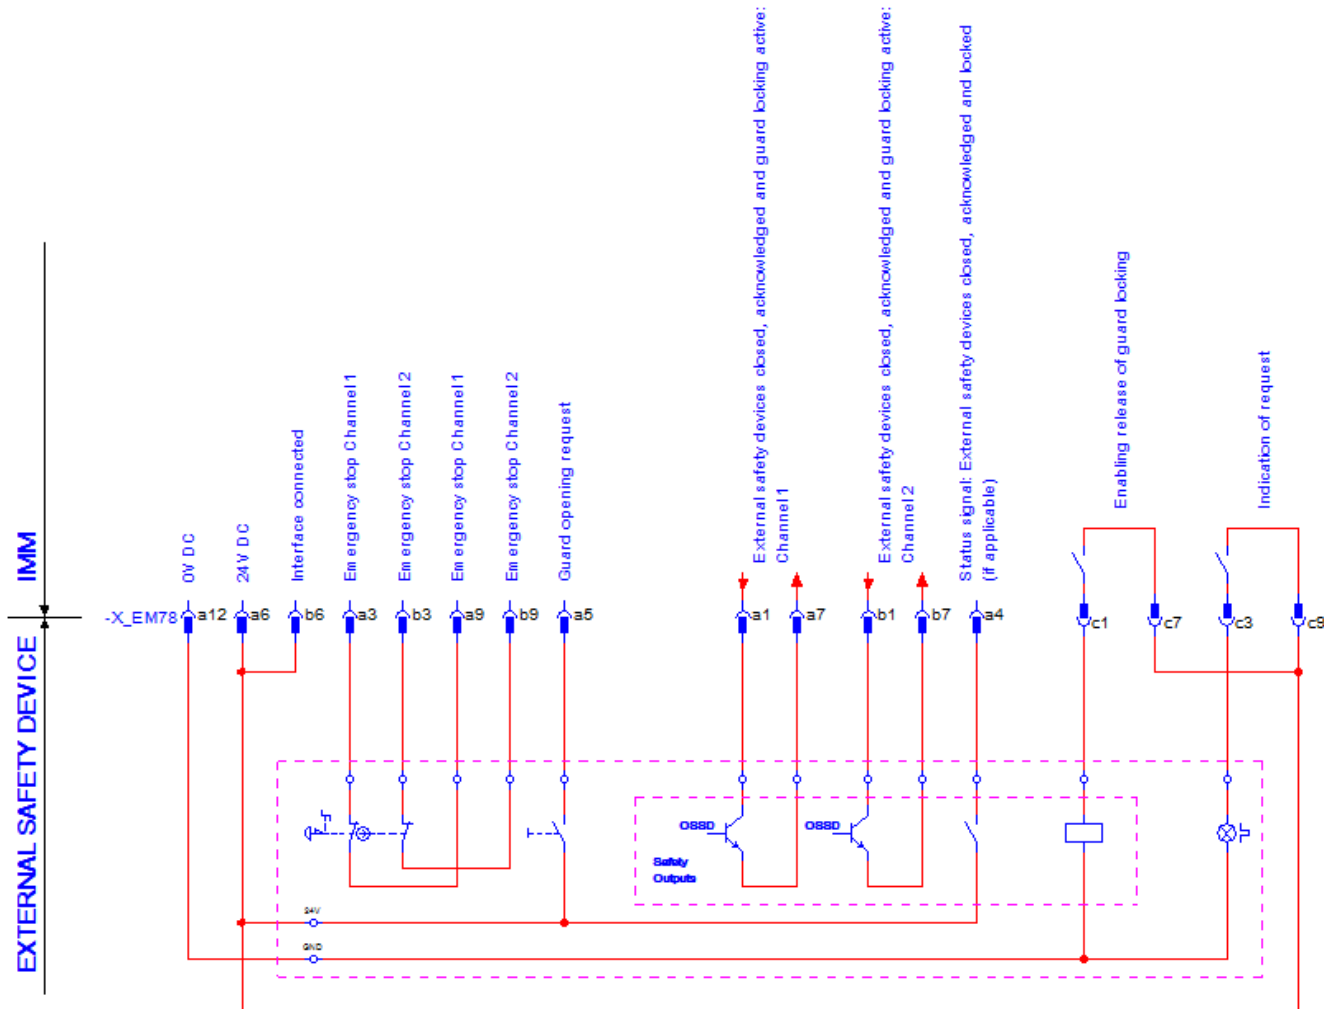 IMM
EXTERNAL SAFETY DEVICE
0V DC
24V DC
Interface connected
Emergency stop Channel 1
Emergency stop Channel 2
Emergency stop Channel 1
Emergency stop Channel 2
Guard opening request
External safety devices closed, acknowledged and guard locking active:
Channel 1
External safety devices closed, acknowledged and guard locking active:
Channel 2
Status signal: External safety devices closed, acknowledged and locked
(if applicable)
Enabling release of guard locking
Indication of request
-X_EM78 a12 a6 b6 a3 b3 a9 b9 a5 a1 a7 b1 b7 a4 c1 c7 c3 c9
OSSD OSSD
Safety
Outputs
24V
GND